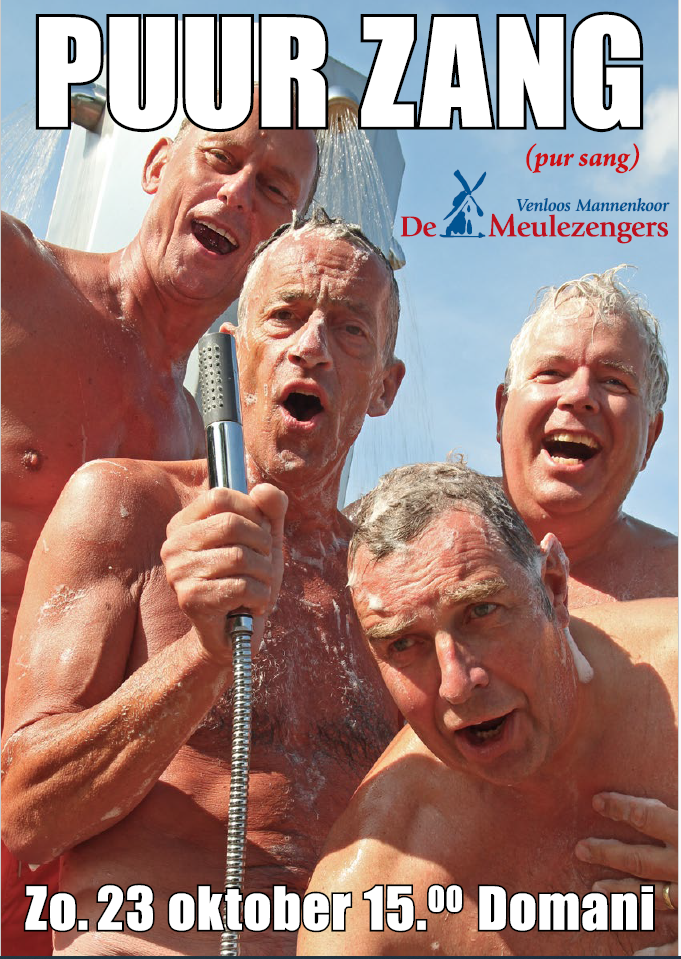 PUUR ZANG
(pur sang)
Venloos Mannenkoor
De Meulezengers
Zo. 23 oktober 15.00 Domani